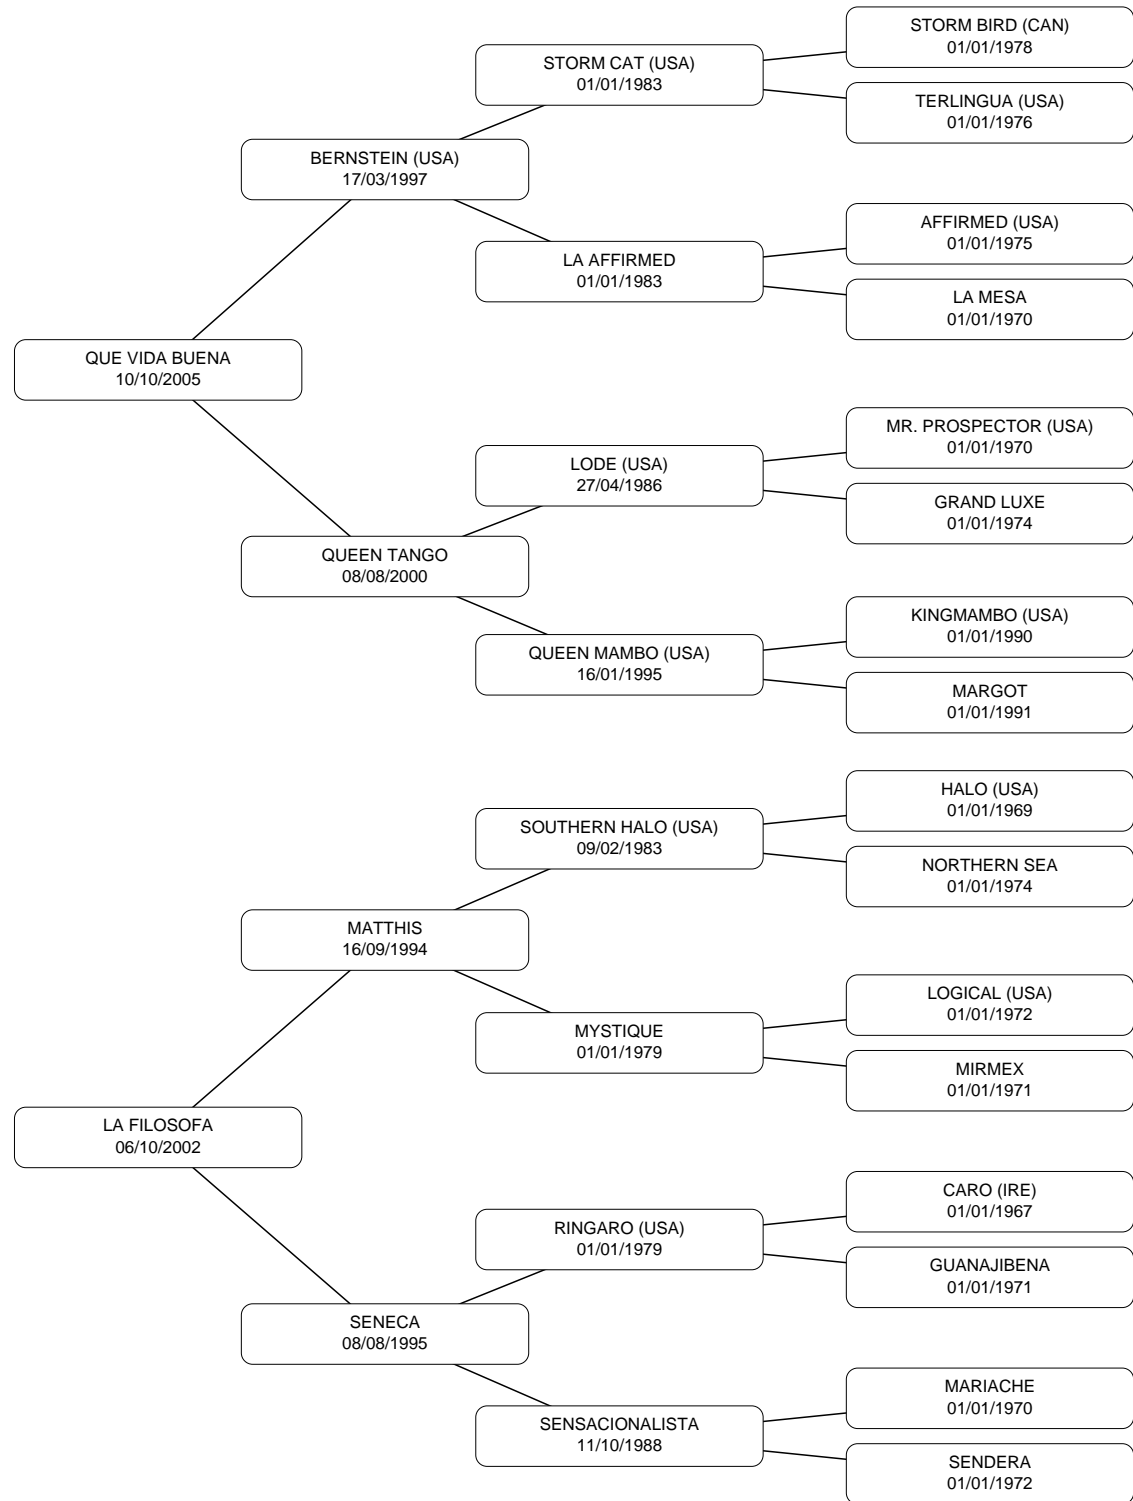 STORM BIRD (CAN)
01/01/1978
STORM CAT (USA)
01/01/1983
TERLINGUA (USA)
01/01/1976
BERNSTEIN (USA)
17/03/1997
AFFIRMED (USA)
01/01/1975
LA AFFIRMED
01/01/1983
LA MESA
01/01/1970
QUE VIDA BUENA
10/10/2005
MR. PROSPECTOR (USA)
01/01/1970
LODE (USA)
27/04/1986
GRAND LUXE
01/01/1974
QUEEN TANGO
08/08/2000
KINGMAMBO (USA)
01/01/1990
QUEEN MAMBO (USA)
16/01/1995
MARGOT
01/01/1991
HALO (USA)
01/01/1969
SOUTHERN HALO (USA)
09/02/1983
NORTHERN SEA
01/01/1974
MATTHIS
16/09/1994
LOGICAL (USA)
01/01/1972
MYSTIQUE
01/01/1979
MIRMEX
01/01/1971
LA FILOSOFA
06/10/2002
CARO (IRE)
01/01/1967
RINGARO (USA)
01/01/1979
GUANAJIBENA
01/01/1971
SENECA
08/08/1995
MARIACHE
01/01/1970
SENSACIONALISTA
11/10/1988
SENDERA
01/01/1972